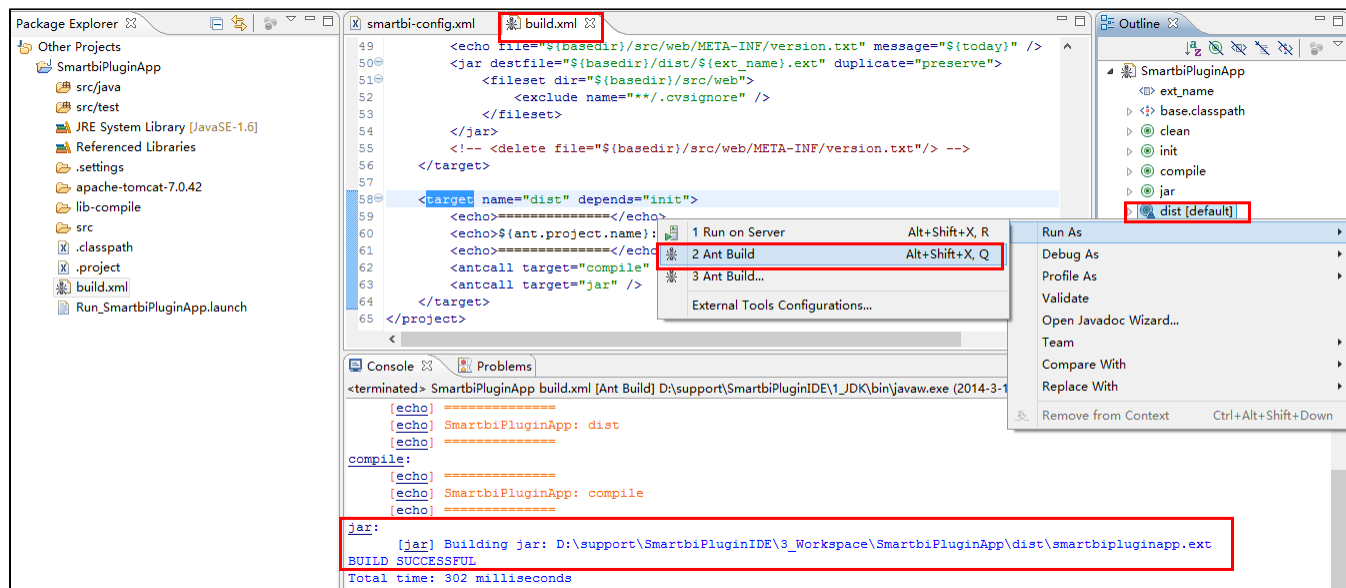 Package Explorer
Other Projects
SmartbiPluginApp
src/java
src/test
JRE System Library [JavaSE-1.6]
Referenced Libraries
.settings
apache-tomcat-7.0.42
lib-compile
src
.classpath
.project
build.xml
Run_SmartbiPluginApp.launch
smartbi-config.xml
build.xml
49 <echo file="${basedir}/src/web/META-INF/version.txt" message="${today}" />
50 <jar destfile="${basedir}/dist/${ext_name}.ext" duplicate="preserve">
51 <fileset dir="${basedir}/src/web">
52 <exclude name="**/.cvsignore" />
53 </fileset>
54 </jar>
55 <!-- <delete file="${basedir}/src/web/META-INF/version.txt"/> -->
56 </target>
57
58 <target name="dist" depends="init">
59 <echo>==============</echo>
60 <echo>${ant.project.name}:
61 <echo>==============</echo>
62 <antcall target="compile"
63 <antcall target="jar" />
64 </target>
65 </project>
1 Run on Server Alt+Shift+X, R
2 Ant Build Alt+Shift+X, Q
3 Ant Build...
External Tools Configurations...
Outline
SmartbiPluginApp
ext_name
base.classpath
clean
init
compile
jar
dist [default]
Run As
Debug As
Profile As
Validate
Open Javadoc Wizard...
Team
Compare With
Replace With
Remove from Context Ctrl+Alt+Shift+Down
Console
Problems
<terminated> SmartbiPluginApp build.xml [Ant Build] D:\support\SmartbiPluginIDE\1_JDK\bin\javaw.exe (2014-3-1
[echo] ==============
[echo] SmartbiPluginApp: dist
[echo] ==============
compile:
[echo] ==============
[echo] SmartbiPluginApp: compile
[echo] ==============
jar:
[jar] Building jar: D:\support\SmartbiPluginIDE\3_Workspace\SmartbiPluginApp\dist\smartbipluginapp.ext
BUILD SUCCESSFUL
Total time: 302 milliseconds